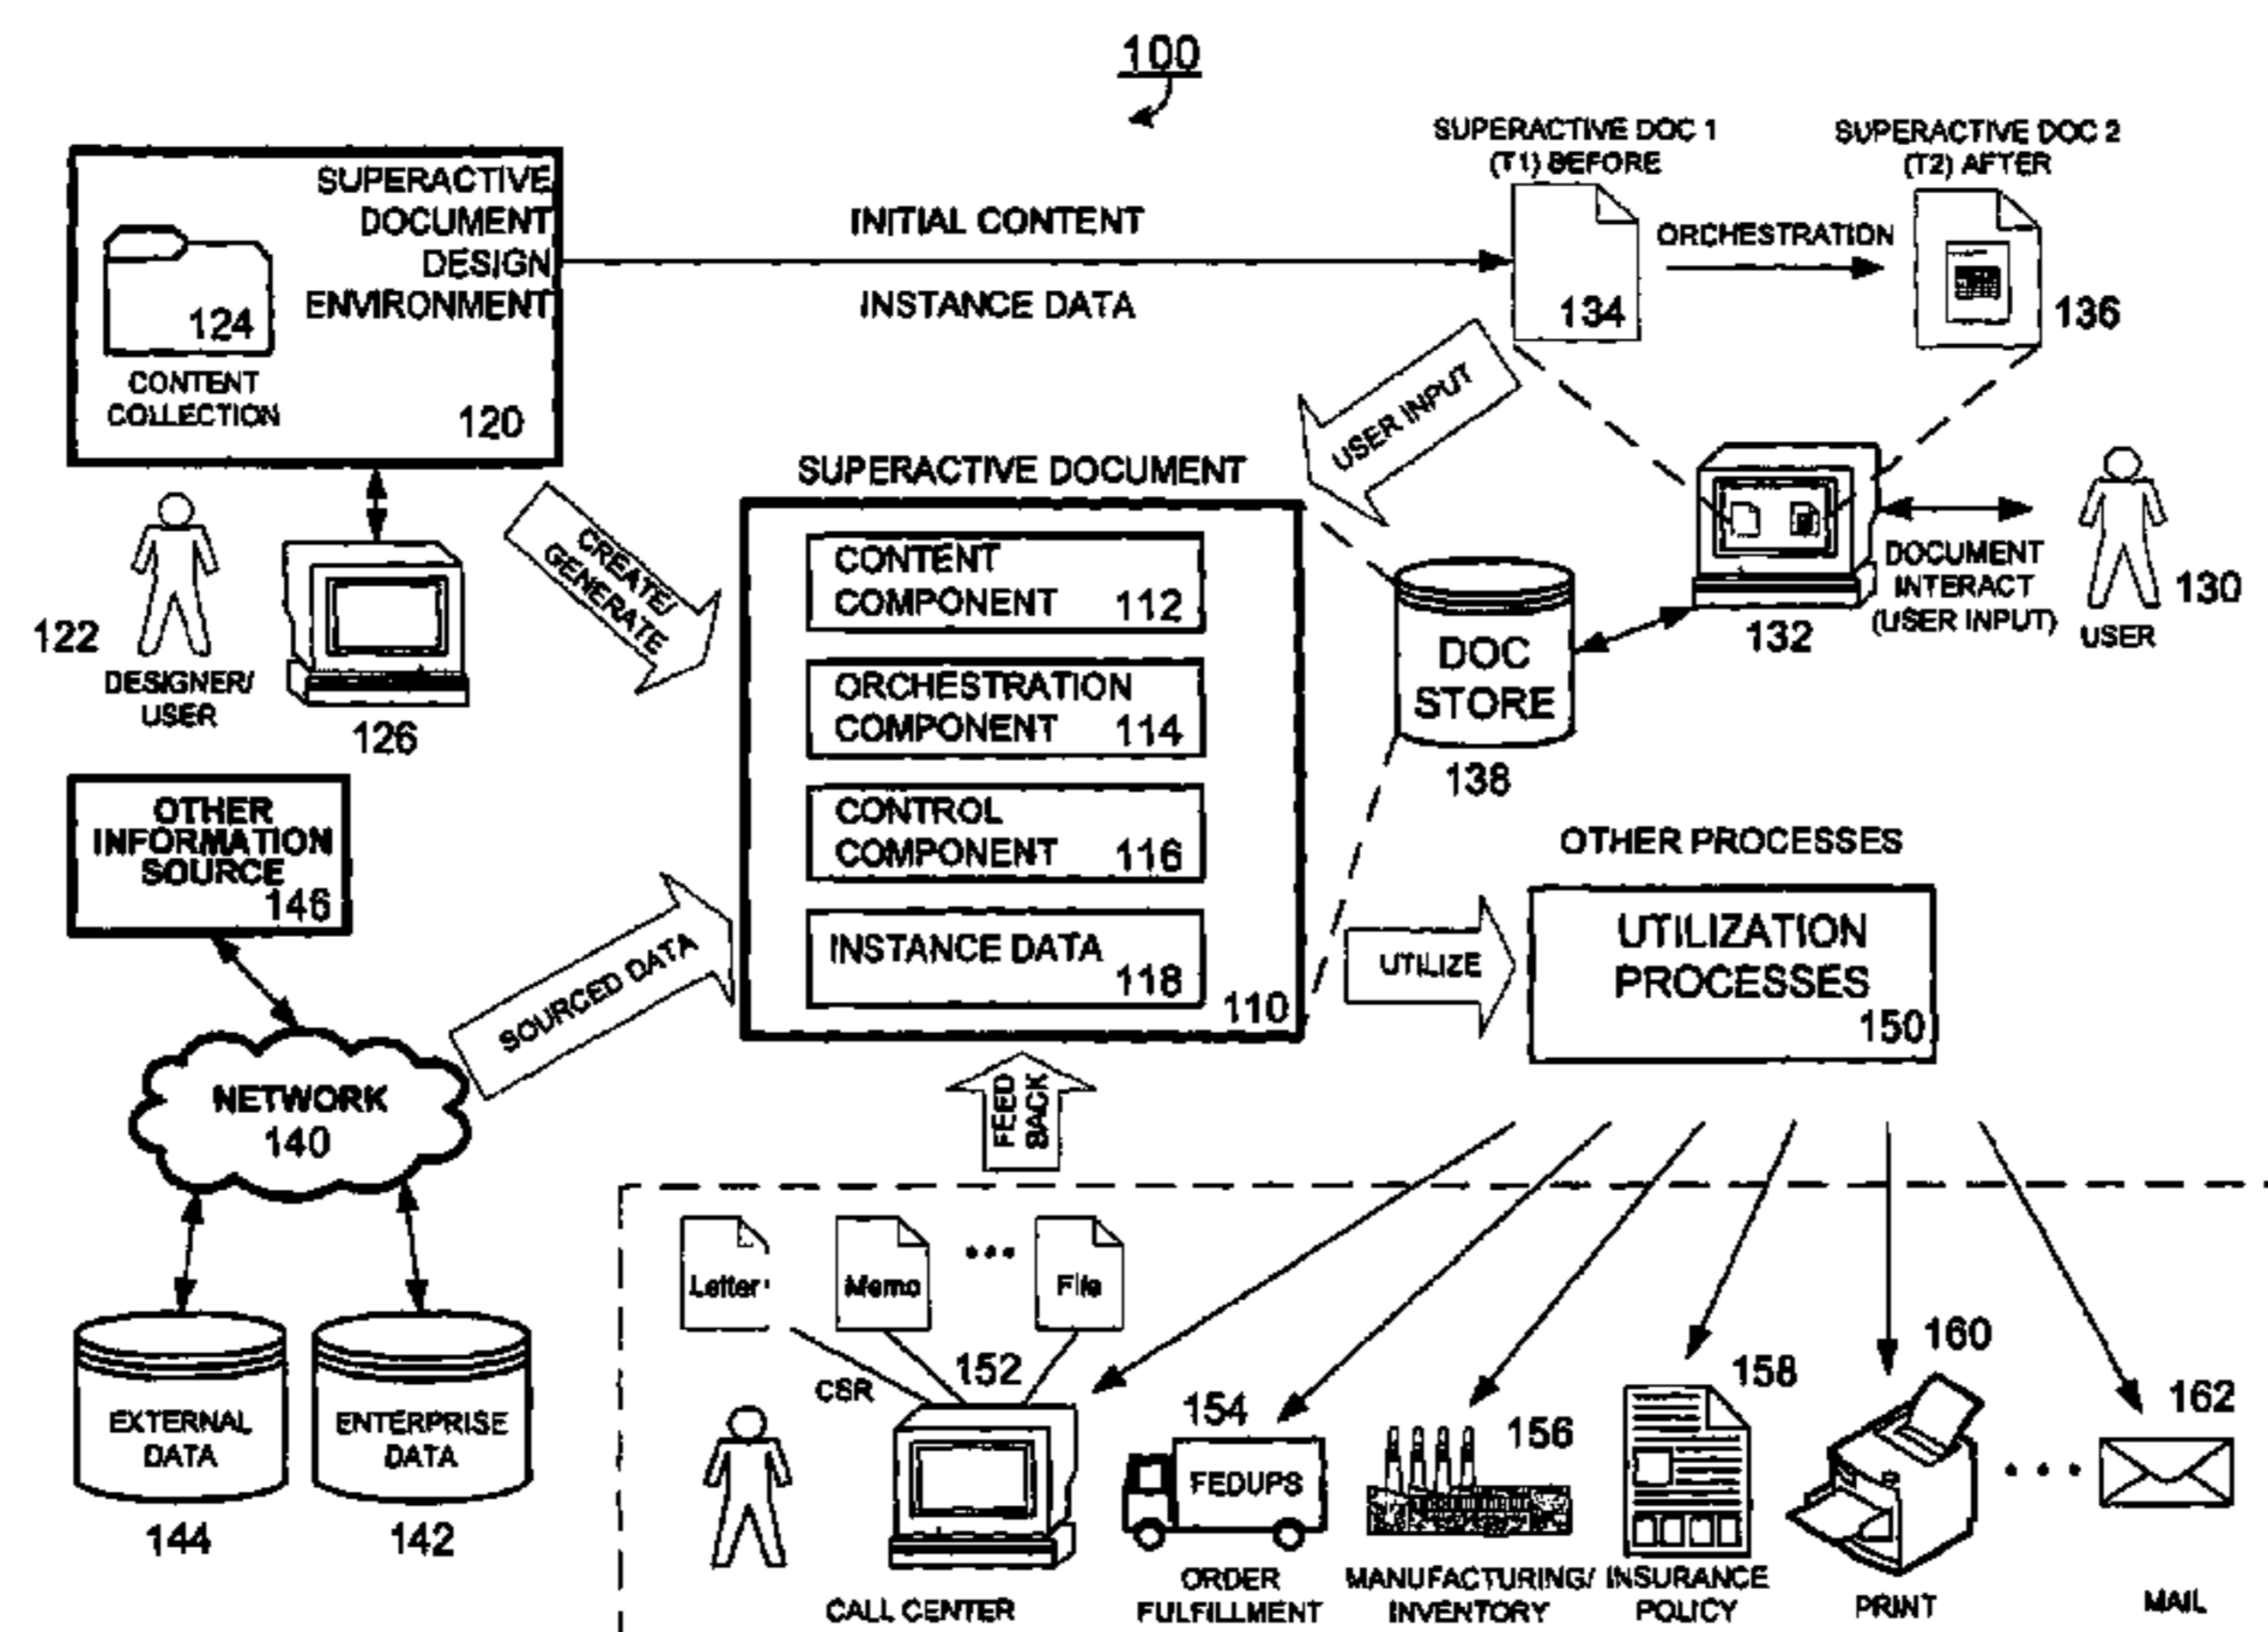 100
SUPERACTIVE
DOCUMENT
DESIGN
ENVIRONMENT
124
CONTENT
COLLECTION
120
INITIAL CONTENT
INSTANCE DATA
SUPERACTIVE DOC 1
(T1) BEFORE
134
ORCHESTRATION
SUPERACTIVE DOC 2
(T2) AFTER
136
USER INPUT
122
DESIGNER/
USER
126
CREATE/
GENERATE
SUPERACTIVE DOCUMENT
CONTENT
COMPONENT 112
ORCHESTRATION
COMPONENT 114
CONTROL
COMPONENT 116
INSTANCE DATA
118
110
DOC
STORE
138
132
DOCUMENT
INTERACT
(USER INPUT)
USER
130
OTHER
INFORMATION
SOURCE
146
NETWORK
140
SOURCED DATA
EXTERNAL
DATA
144
ENTERPRISE
DATA
142
FEED
BACK
UTILIZE
OTHER PROCESSES
UTILIZATION
PROCESSES
150
Letter
Memo
...
File
CSR
152
CALL CENTER
154
FEDUPS
ORDER
FULFILLMENT
156
MANUFACTURING/
INVENTORY
158
INSURANCE
POLICY
160
PRINT
...
162
MAIL